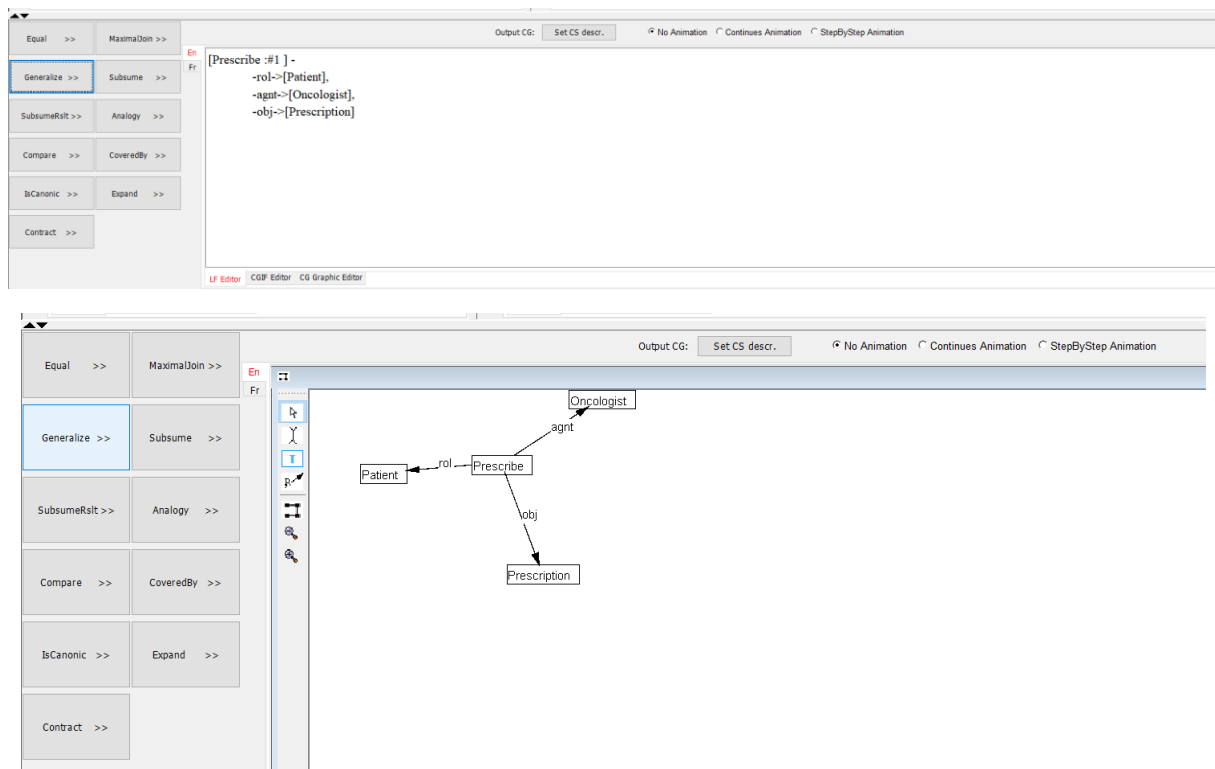 Output CG: Set CS descr. No Animation Continues Animation StepByStep Animation
Equal >> MaximalJoin >>
En
Fr
Generalize >> Subsume >>
SubsumeRslt >> Analogy >>
Compare >> CoveredBy >>
IsCanonic >> Expand >>
Contract >>
[Prescribe :#1 ] -
-rol->[Patient],
-agnt->[Oncologist],
-obj->[Prescription]
LF Editor CGIF Editor CG Graphic Editor
Output CG: Set CS descr. No Animation Continues Animation StepByStep Animation
Equal >> MaximalJoin >>
En
Fr
Generalize >> Subsume >>
SubsumeRslt >> Analogy >>
Compare >> CoveredBy >>
IsCanonic >> Expand >>
Contract >>
T
R
Oncologist
agnt
Patient rol Prescribe
obj
Prescription